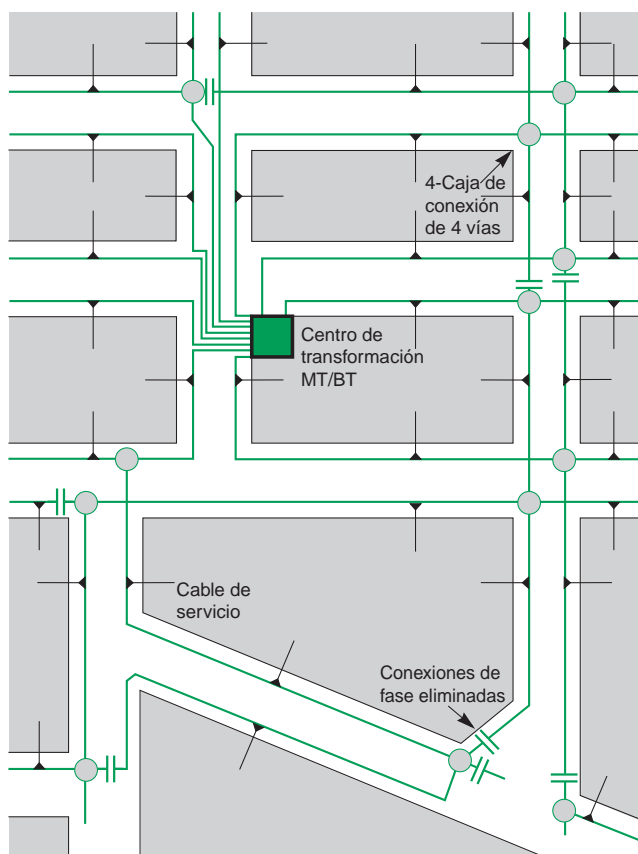 4-Caja de
conexión
de 4 vías
Centro de
transformación
MT/BT
Cable de
servicio
Conexiones de
fase eliminadas